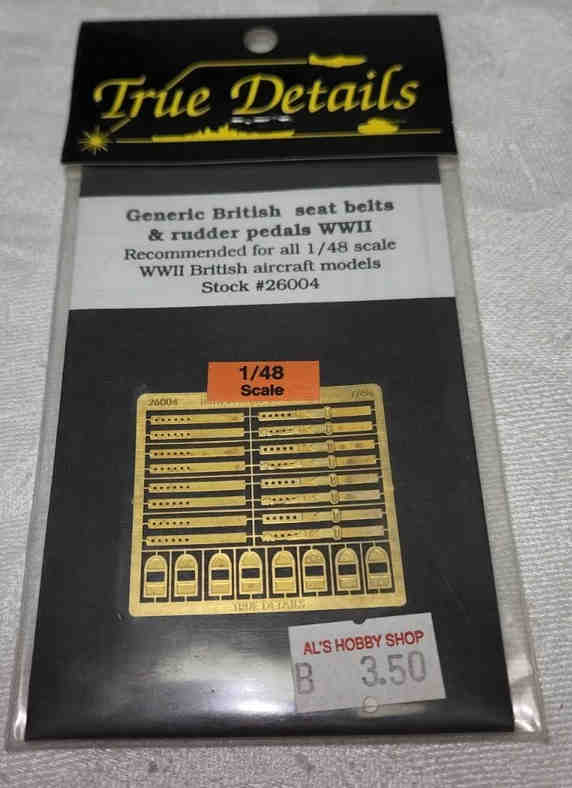 True Details
Generic British seat belts
& rudder pedals WWII
Recommended for all 1/48 scale
WWII British aircraft models
Stock #26004
1/48
Scale
26004
TRUE DETAILS
AL'S HOBBY SHOP
B 3.50